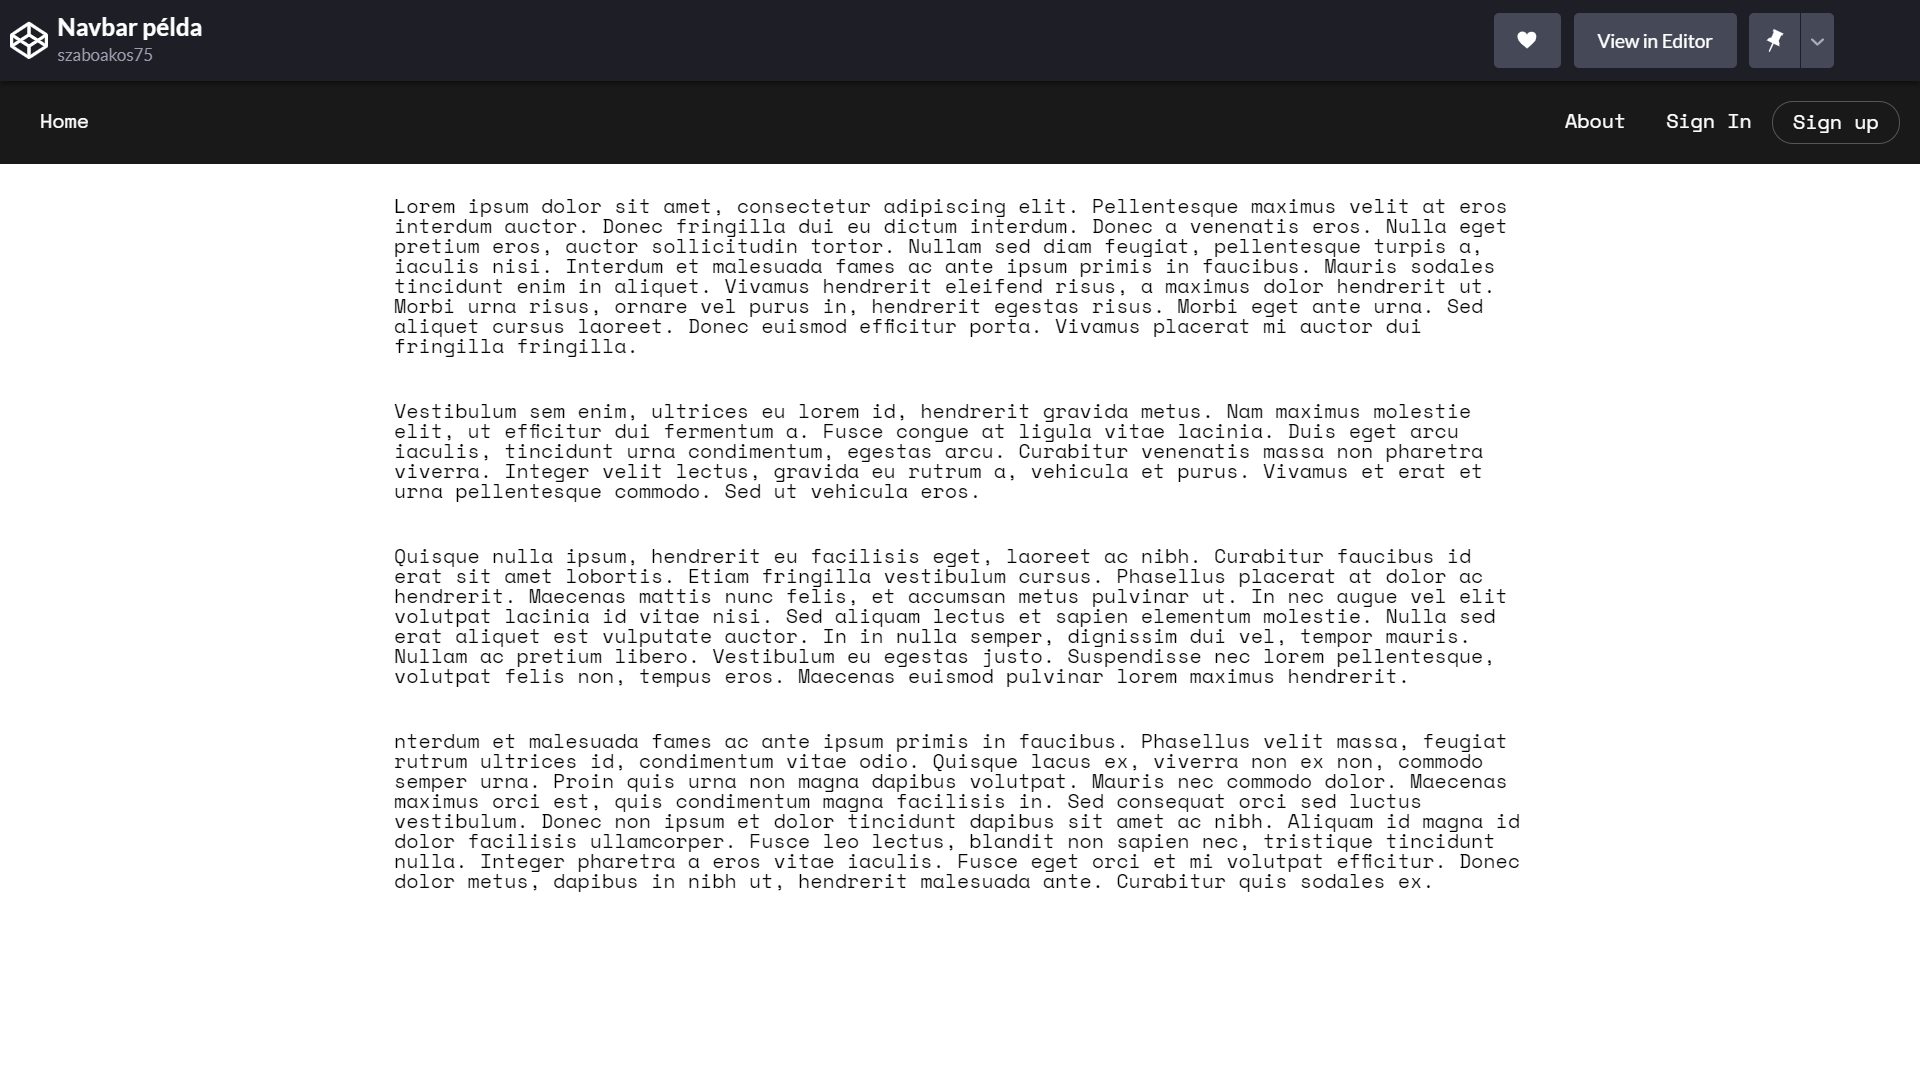 Navbar példa
szaboakos75
View in Editor
Home
About
Sign In
Sign up
Lorem ipsum dolor sit amet, consectetur adipiscing elit. Pellentesque maximus velit at eros
interdum auctor. Donec fringilla dui eu dictum interdum. Donec a venenatis eros. Nulla eget
pretium eros, auctor sollicitudin tortor. Nullam sed diam feugiat, pellentesque turpis a,
iaculis nisi. Interdum et malesuada fames ac ante ipsum primis in faucibus. Mauris sodales
tincidunt enim in aliquet. Vivamus hendrerit eleifend risus, a maximus dolor hendrerit ut.
Morbi urna risus, ornare vel purus in, hendrerit egestas risus. Morbi eget ante urna. Sed
aliquet cursus laoreet. Donec euismod efficitur porta. Vivamus placerat mi auctor dui
fringilla fringilla.
Vestibulum sem enim, ultrices eu lorem id, hendrerit gravida metus. Nam maximus molestie
elit, ut efficitur dui fermentum a. Fusce congue at ligula vitae lacinia. Duis eget arcu
iaculis, tincidunt urna condimentum, egestas arcu. Curabitur venenatis massa non pharetra
viverra. Integer velit lectus, gravida eu rutrum a, vehicula et purus. Vivamus et erat et
urna pellentesque commodo. Sed ut vehicula eros.
Quisque nulla ipsum, hendrerit eu facilisis eget, laoreet ac nibh. Curabitur faucibus id
erat sit amet lobortis. Etiam fringilla vestibulum cursus. Phasellus placerat at dolor ac
hendrerit. Maecenas mattis nunc felis, et accumsan metus pulvinar ut. In nec augue vel elit
volutpat lacinia id vitae nisi. Sed aliquam lectus et sapien elementum molestie. Nulla sed
erat aliquet est vulputate auctor. In in nulla semper, dignissim dui vel, tempor mauris.
Nullam ac pretium libero. Vestibulum eu egestas justo. Suspendisse nec lorem pellentesque,
volutpat felis non, tempus eros. Maecenas euismod pulvinar lorem maximus hendrerit.
nterdum et malesuada fames ac ante ipsum primis in faucibus. Phasellus velit massa, feugiat
rutrum ultrices id, condimentum vitae odio. Quisque lacus ex, viverra non ex non, commodo
semper urna. Proin quis urna non magna dapibus volutpat. Mauris nec commodo dolor. Maecenas
maximus orci est, quis condimentum magna facilisis in. Sed consequat orci sed luctus
vestibulum. Donec non ipsum et dolor tincidunt dapibus sit amet ac nibh. Aliquam id magna id
dolor facilisis ullamcorper. Fusce leo lectus, blandit non sapien nec, tristique tincidunt
nulla. Integer pharetra a eros vitae iaculis. Fusce eget orci et mi volutpat efficitur. Donec
dolor metus, dapibus in nibh ut, hendrerit malesuada ante. Curabitur quis sodales ex.